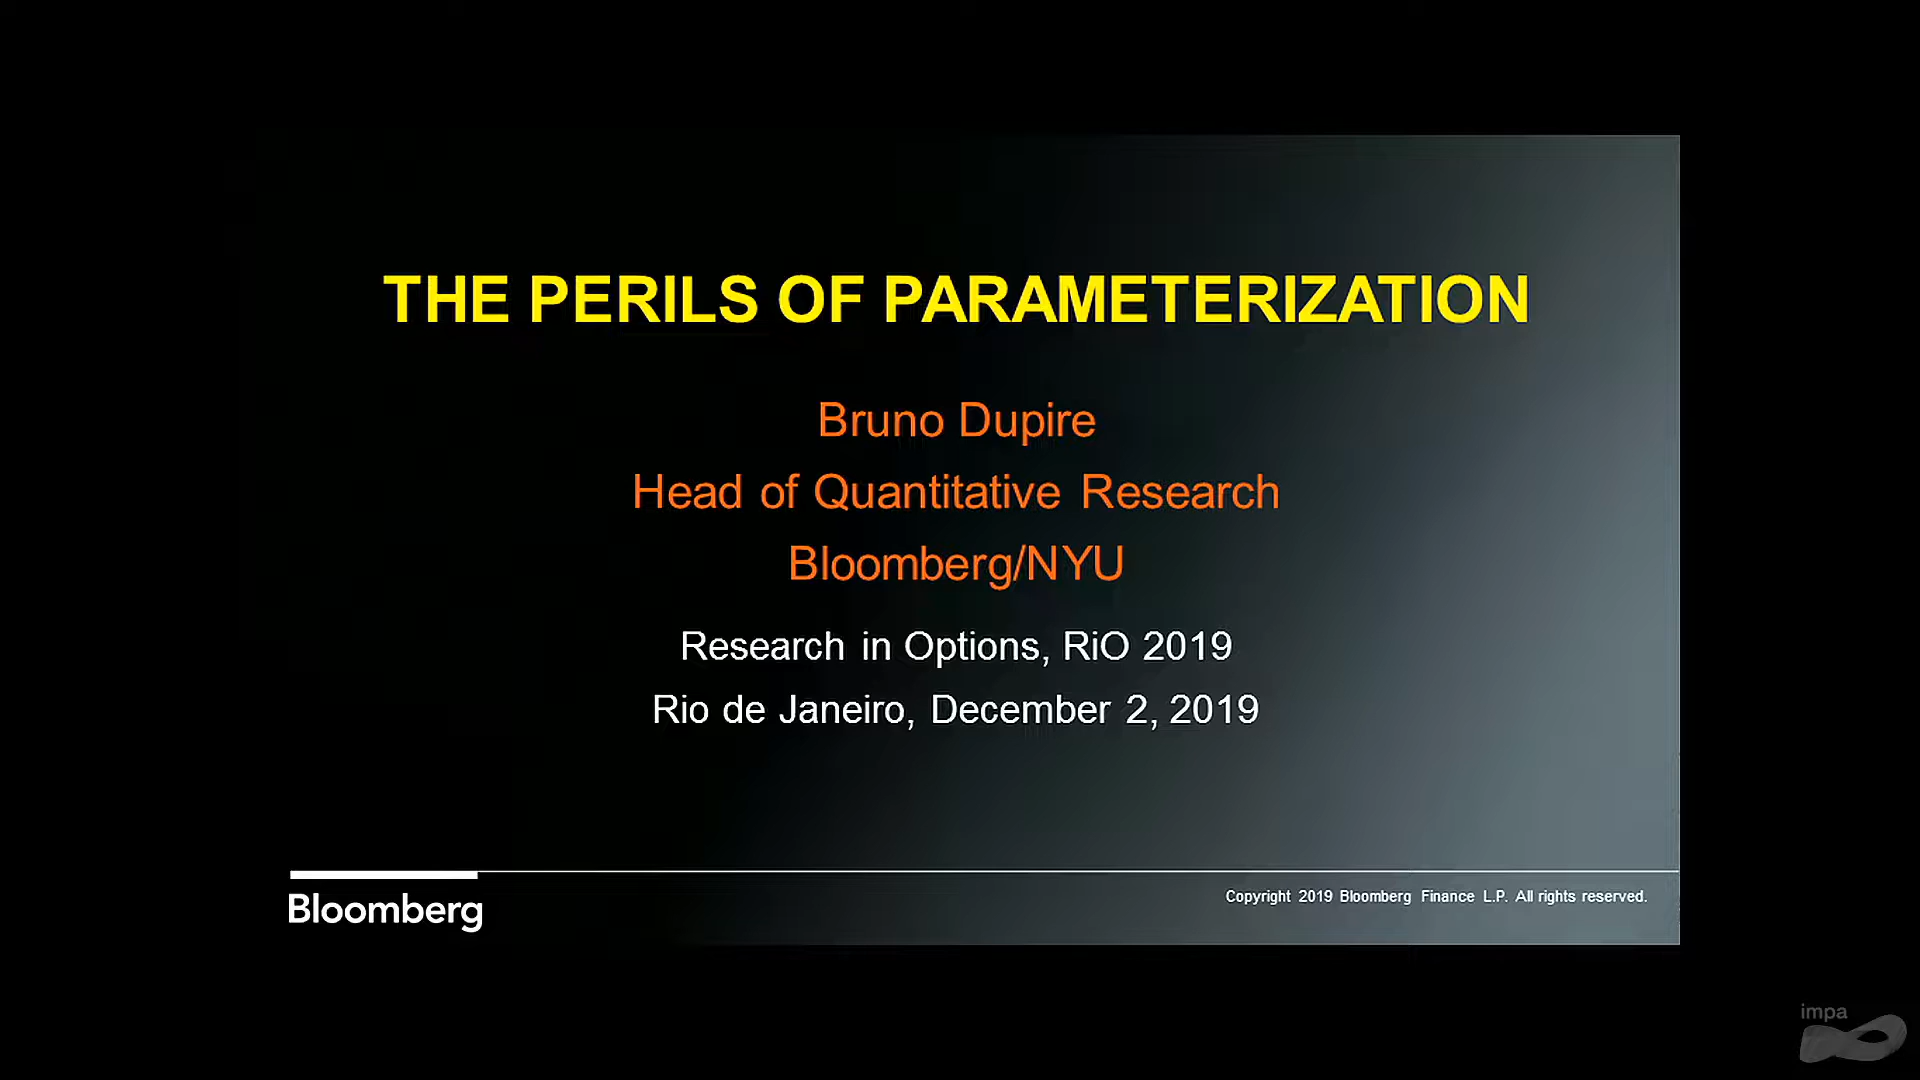 THE PERILS OF PARAMETERIZATION
Bruno Dupire
Head of Quantitative Research
Bloomberg/NYU
Research in Options, RiO 2019
Rio de Janeiro, December 2, 2019
Bloomberg
Copyright 2019 Bloomberg Finance L.P. All rights reserved.
impa